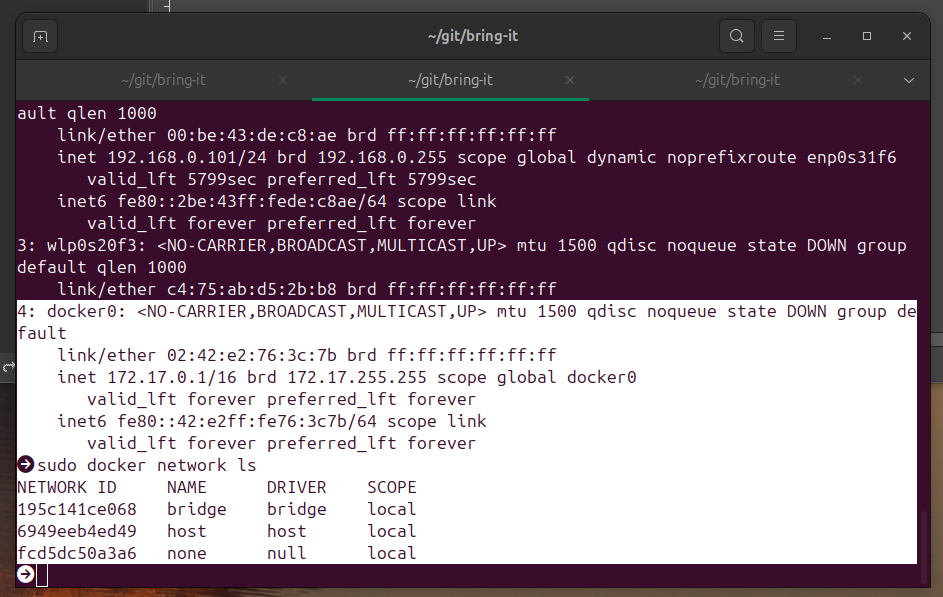 ~/git/bring-it
~/git/bring-it
~/git/bring-it
~/git/bring-it
ault qlen 1000
    link/ether 00:be:43:de:c8:ae brd ff:ff:ff:ff:ff:ff
    inet 192.168.0.101/24 brd 192.168.0.255 scope global dynamic noprefixroute enp0s31f6
       valid_lft 5799sec preferred_lft 5799sec
    inet6 fe80::2be:43ff:fede:c8ae/64 scope link
       valid_lft forever preferred_lft forever
3: wlp0s20f3: <NO-CARRIER,BROADCAST,MULTICAST,UP> mtu 1500 qdisc noqueue state DOWN group
default qlen 1000
    link/ether c4:75:ab:d5:2b:b8 brd ff:ff:ff:ff:ff:ff
4: docker0: <NO-CARRIER,BROADCAST,MULTICAST,UP> mtu 1500 qdisc noqueue state DOWN group de
fault
    link/ether 02:42:e2:76:3c:7b brd ff:ff:ff:ff:ff:ff
    inet 172.17.0.1/16 brd 172.17.255.255 scope global docker0
       valid_lft forever preferred_lft forever
    inet6 fe80::42:e2ff:fe76:3c7b/64 scope link
       valid_lft forever preferred_lft forever
sudo docker network ls
NETWORK ID     NAME      DRIVER    SCOPE
195c141ce068   bridge    bridge    local
6949eeb4ed49   host      host      local
fcd5dc50a3a6   none      null      local